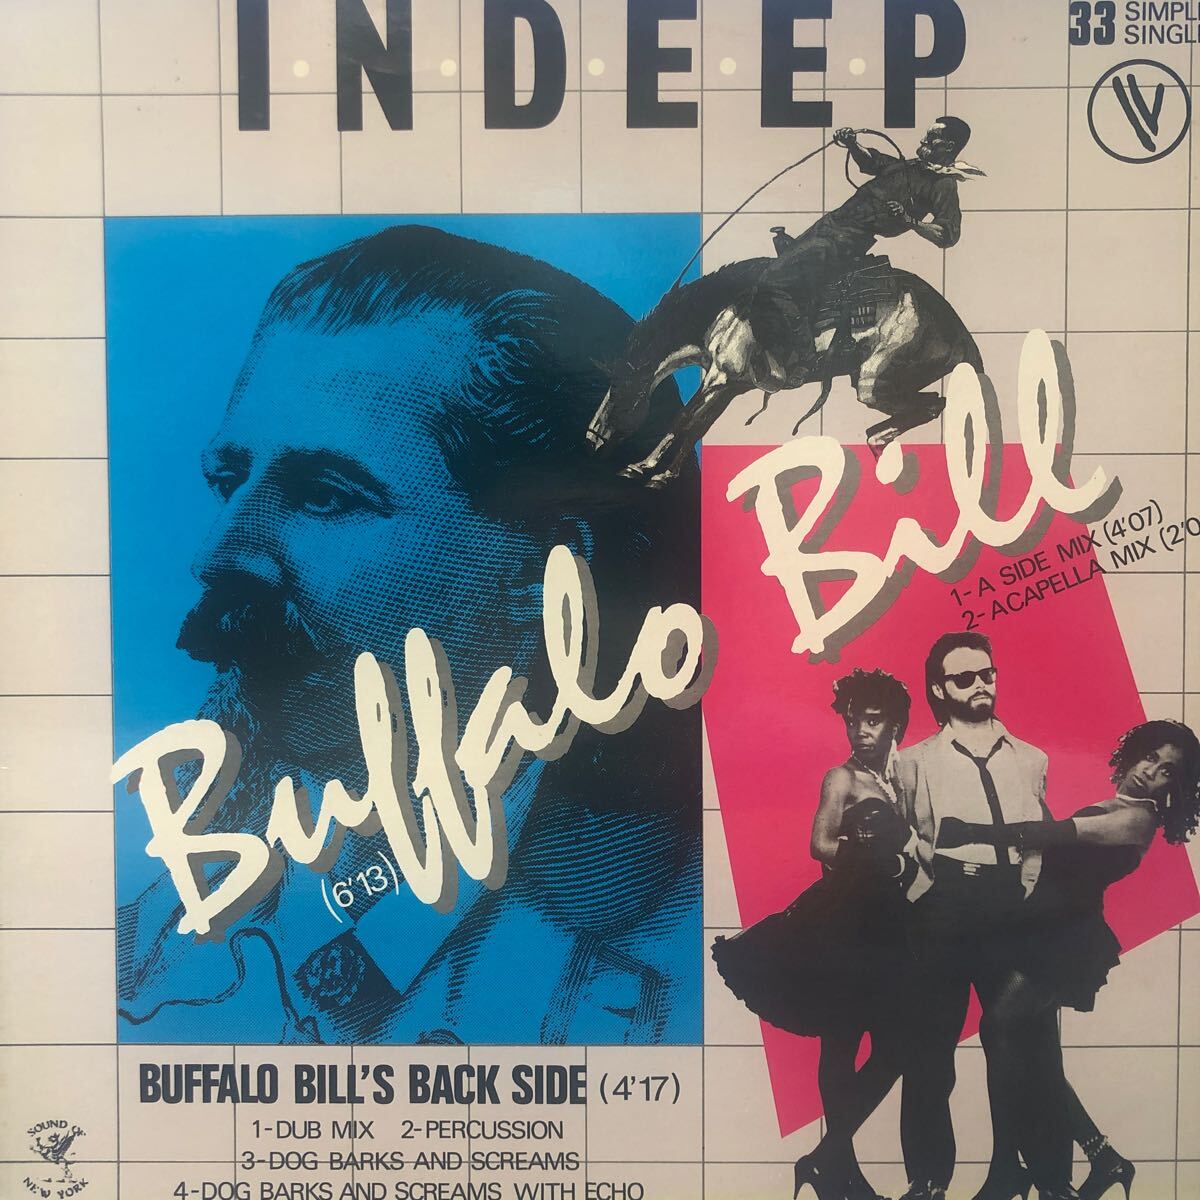 I·N·D·E·E·P
33 SIMPL
SINGL
Buffalo Bill
(6'13)
1-A SIDE MIX (4'07)
2-ACAPELLA MIX (2'0
BUFFALO BILL'S BACK SIDE (4'17)
1-DUB MIX 2-PERCUSSION
3-DOG BARKS AND SCREAMS
4-DOG BARKS AND SCREAMS WITH ECHO
SOUND OF
NEW YORK